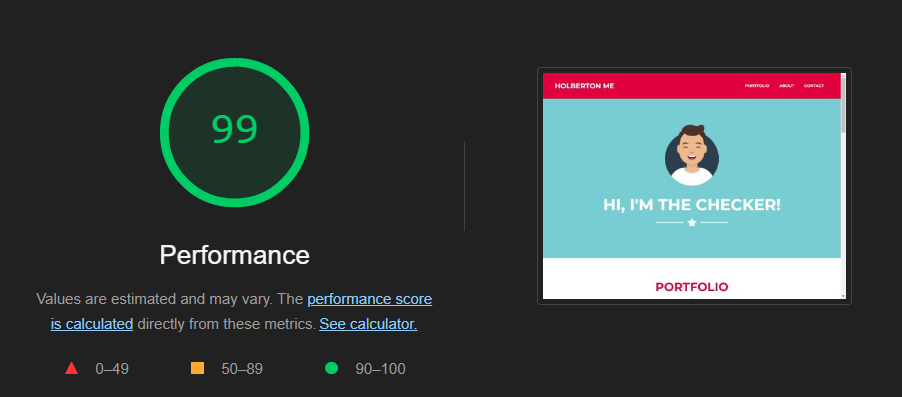 99
Performance
Values are estimated and may vary. The performance score
is calculated directly from these metrics. See calculator.
0–49
50–89
90–100
HOLBERTON ME
PORTFOLIO
ABOUT
CONTACT
HI, I'M THE CHECKER!
PORTFOLIO